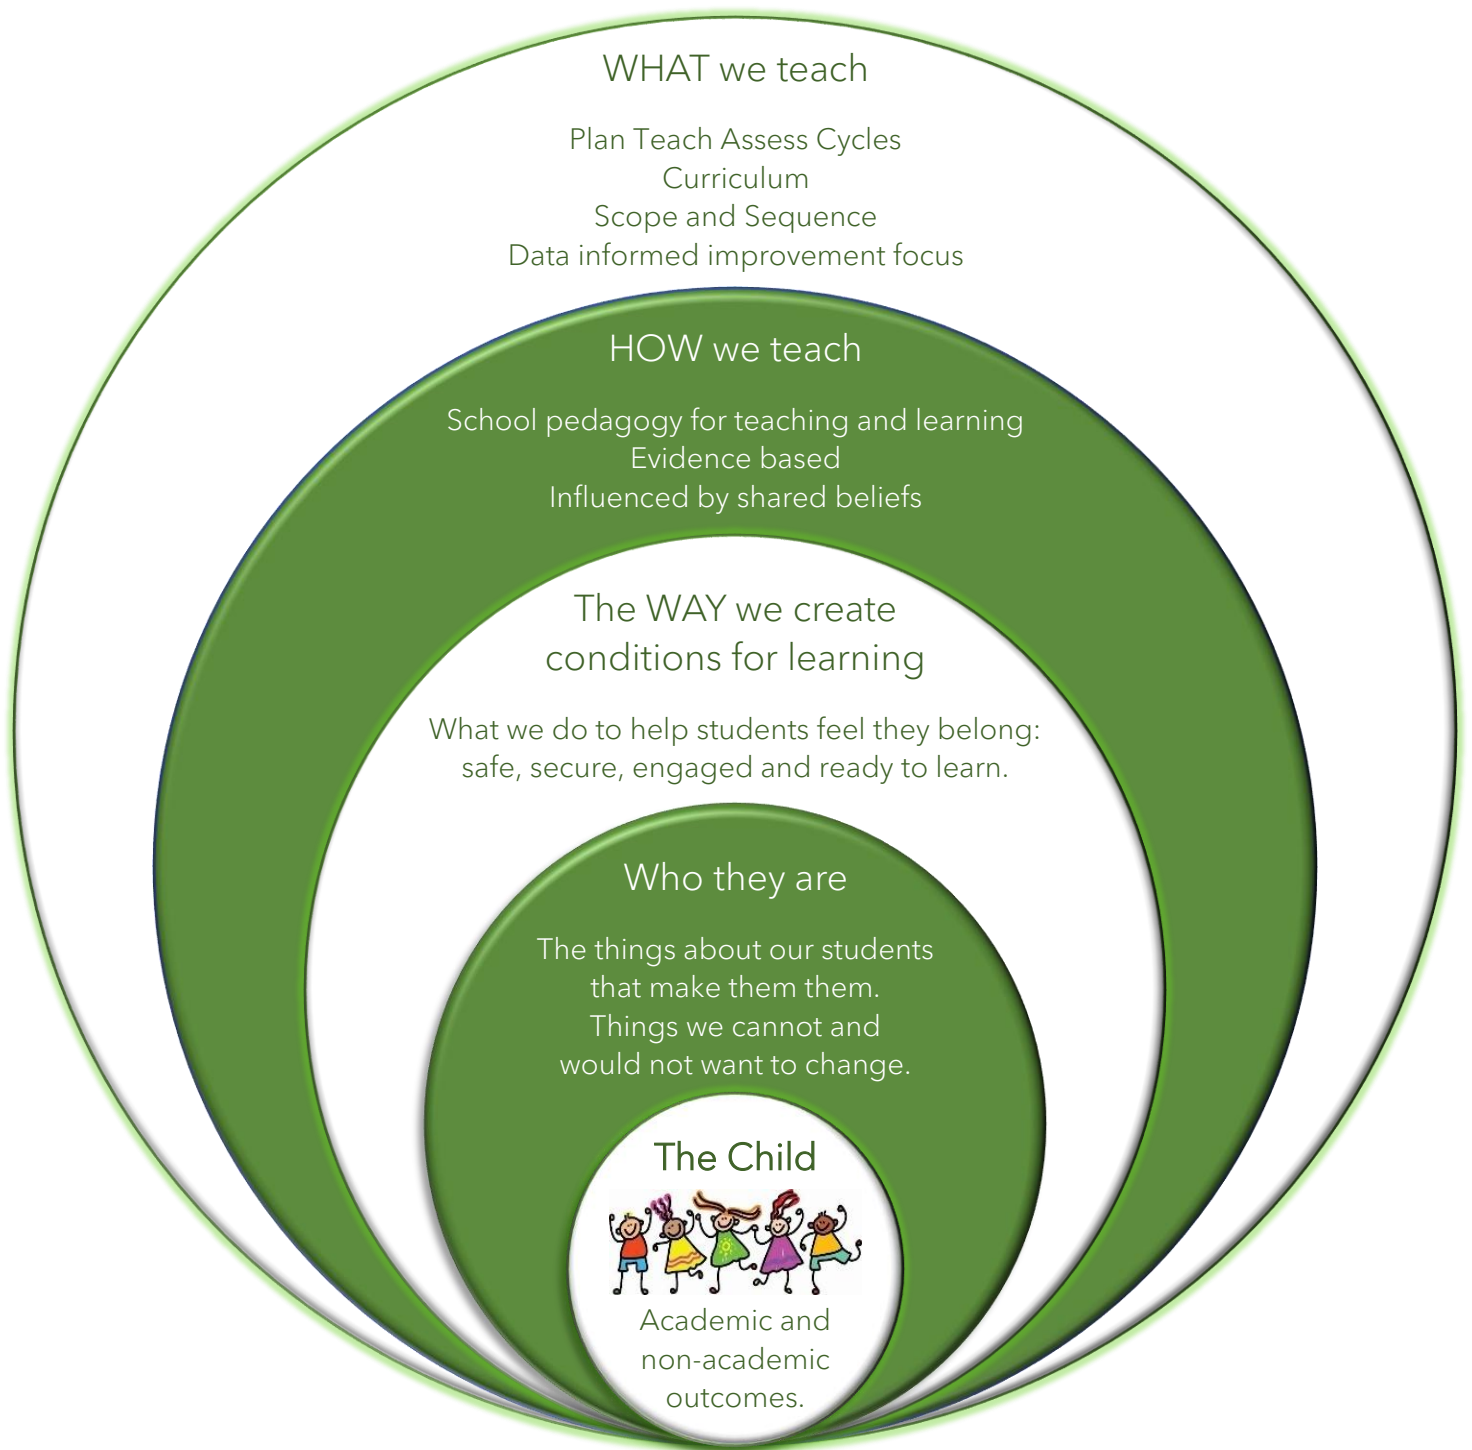 WHAT we teach
Plan Teach Assess Cycles
Curriculum
Scope and Sequence
Data informed improvement focus
HOW we teach
School pedagogy for teaching and learning
Evidence based
Influenced by shared beliefs
The WAY we create
conditions for learning
What we do to help students feel they belong:
safe, secure, engaged and ready to learn.
Who they are
The things about our students
that make them them.
Things we cannot and
would not want to change.
The Child
Academic and
non-academic
outcomes.